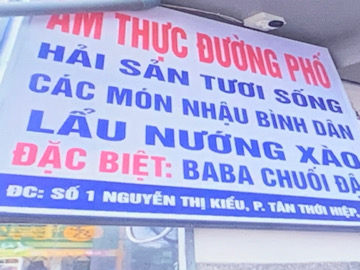 ẨM THỰC ĐƯỜNG PHỐ
HẢI SẢN TƯƠI SỐNG
CÁC MÓN NHẬU BÌNH DÂN
LẨU NƯỚNG XÀO
ĐẶC BIỆT: BABA CHUỐI ĐẬ
ĐC: SỐ 1 NGUYỄN THỊ KIỂU, P. TÂN THỚI HIỆP,